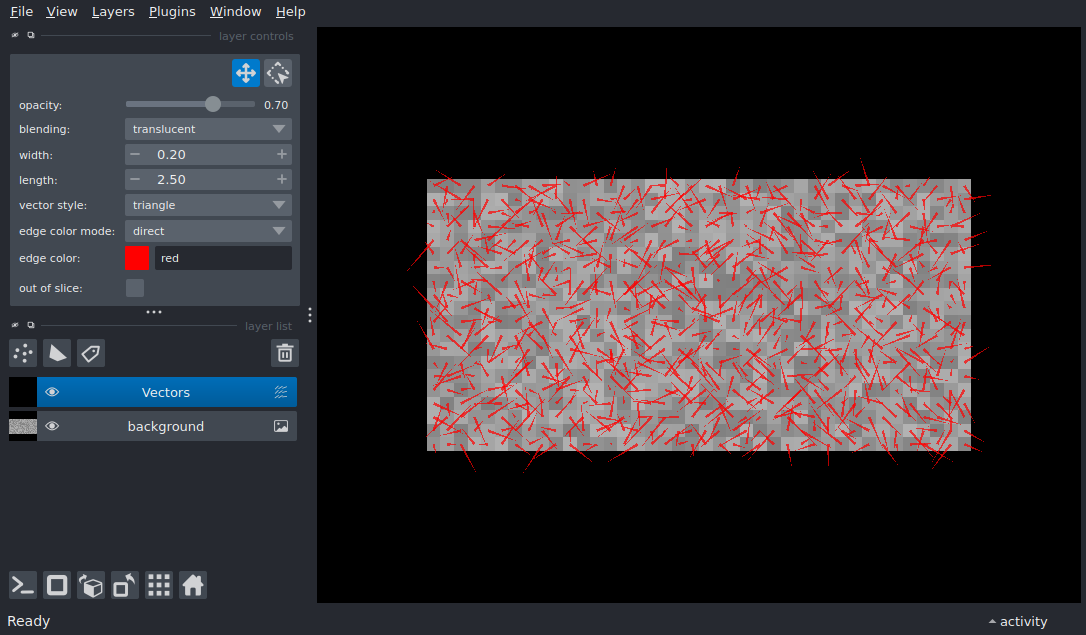 File View Layers Plugins Window Help
layer controls
opacity: 0.70
blending: translucent
width: 0.20
length: 2.50
vector style: triangle
edge color mode: direct
edge color: red
out of slice:
layer list
Vectors
background
Ready activity